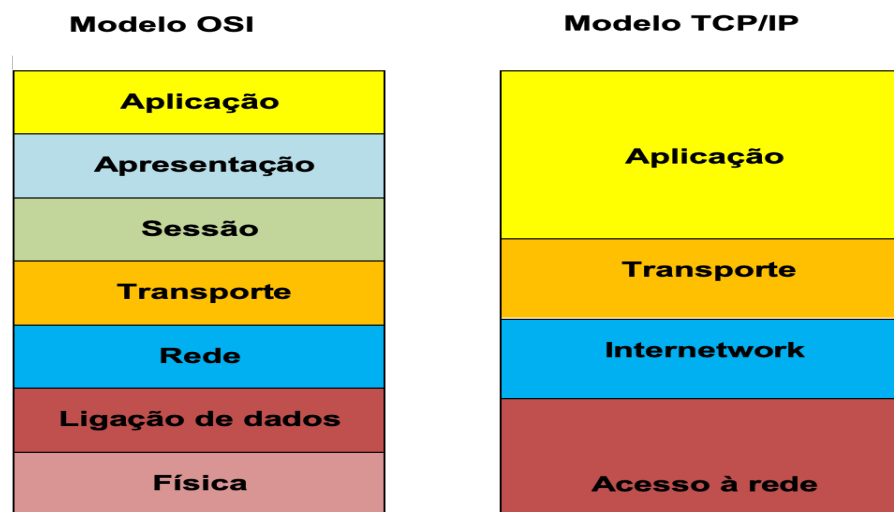 Modelo OSI
Aplicação
Apresentação
Sessão
Transporte
Rede
Ligação de dados
Física
Modelo TCP/IP
Aplicação
Transporte
Internetwork
Acesso à rede